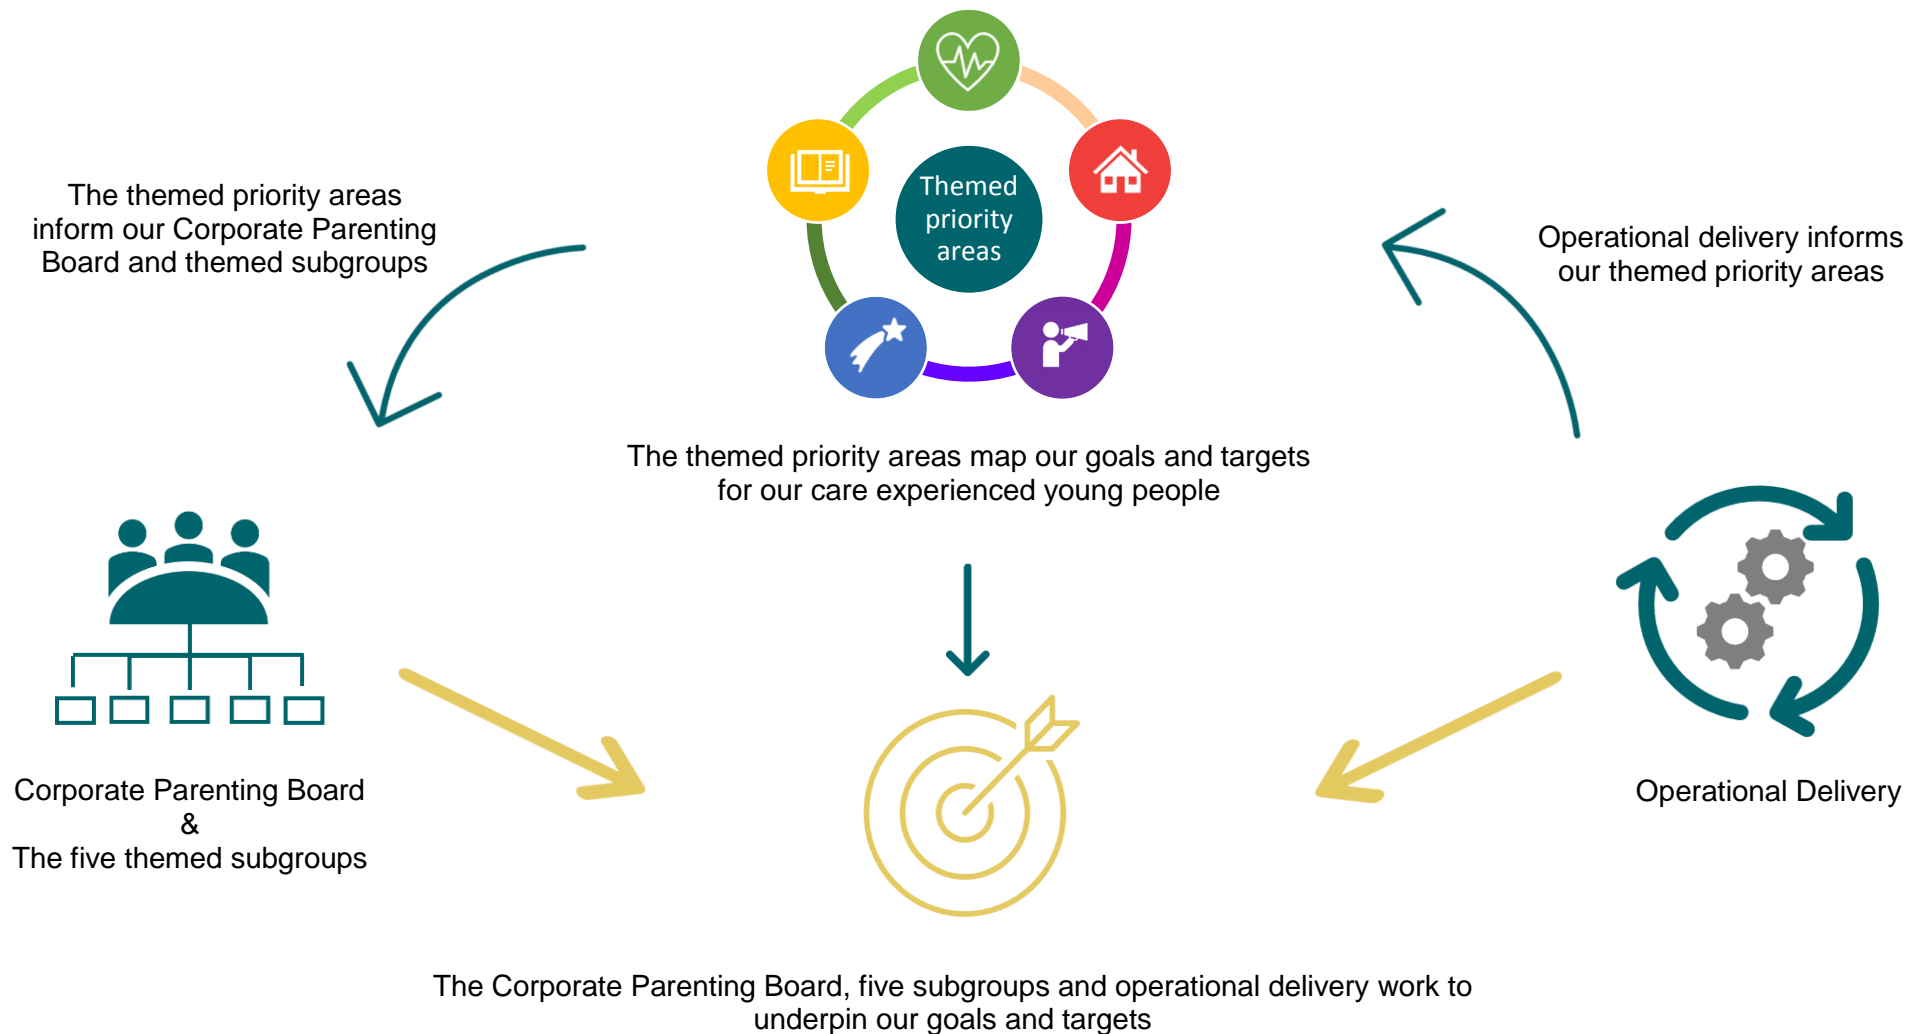 Themed
priority
areas
The themed priority areas
inform our Corporate Parenting
Board and themed subgroups
Operational delivery informs
our themed priority areas
The themed priority areas map our goals and targets
for our care experienced young people
Corporate Parenting Board
&
The five themed subgroups
Operational Delivery
The Corporate Parenting Board, five subgroups and operational delivery work to
underpin our goals and targets